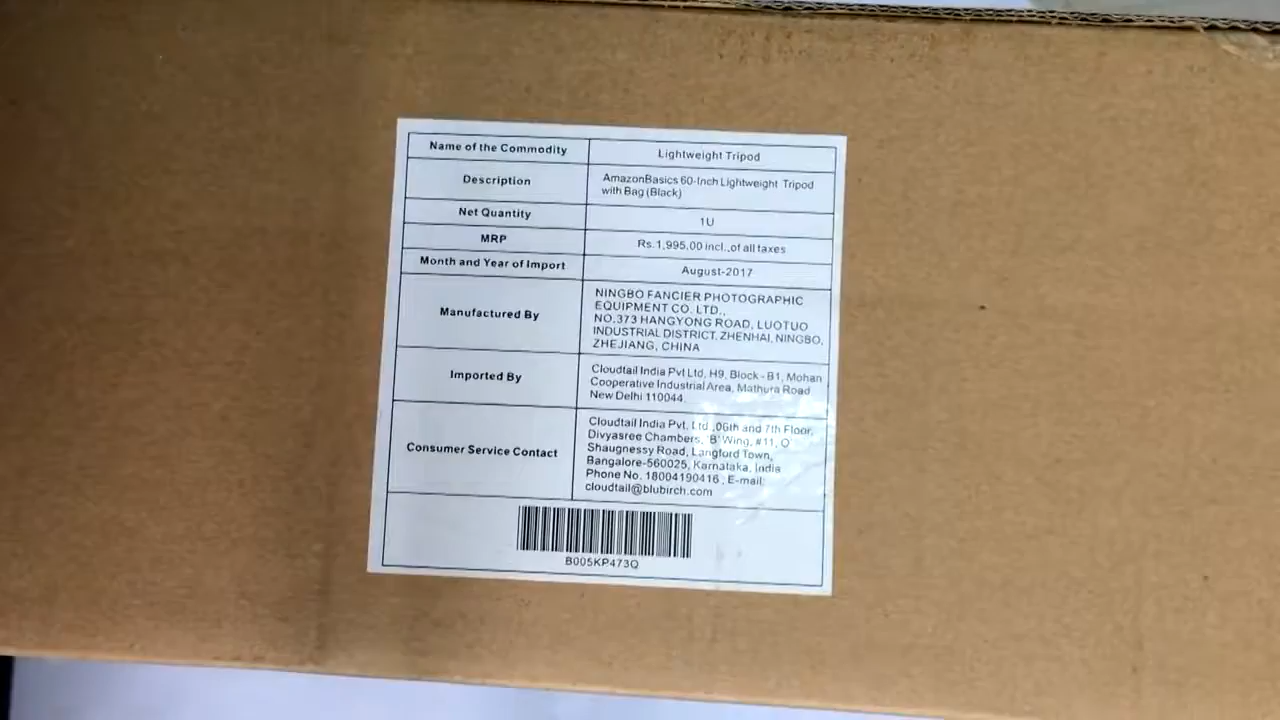 Name of the Commodity
Lightweight Tripod
Description
AmazonBasics 60-Inch Lightweight Tripod
with Bag (Black)
Net Quantity
1U
MRP
Rs.1,995.00 incl.,of all taxes
Month and Year of Import
August-2017
Manufactured By
NINGBO FANCIER PHOTOGRAPHIC
EQUIPMENT CO. LTD.,
NO.373 HANGYONG ROAD, LUOTUO
INDUSTRIAL DISTRICT, ZHENHAI, NINGBO,
ZHEJIANG, CHINA
Imported By
Cloudtail India Pvt Ltd, H9, Block - B1, Mohan
Cooperative Industrial Area, Mathura Road
New Delhi 110044
Consumer Service Contact
Cloudtail India Pvt. Ltd ,06th and 7th Floor,
Divyasree Chambers, 'B' Wing, #11, O'
Shaugnessy Road, Langford Town,
Bangalore-560025, Karnataka, India
Phone No. 18004190416 , E-mail:
cloudtail@blubirch.com
B005KP473Q